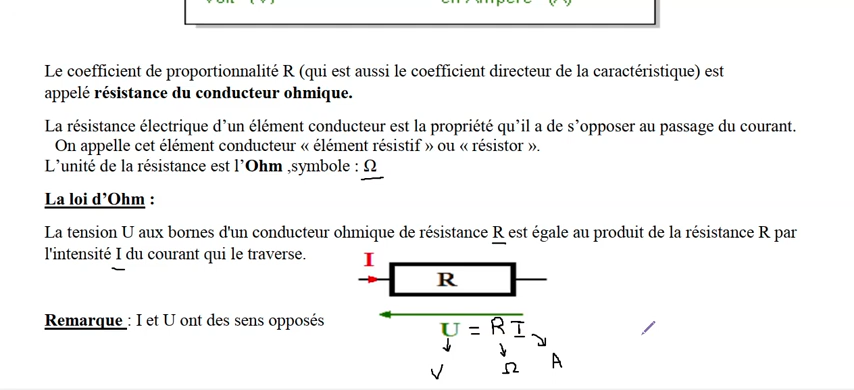 Volt (V) en Ampère (A)
Le coefficient de proportionnalité R (qui est aussi le coefficient directeur de la caractéristique) est
appelé résistance du conducteur ohmique.
La résistance électrique d’un élément conducteur est la propriété qu’il a de s’opposer au passage du courant.
On appelle cet élément conducteur « élément résistif » ou « résistor ».
L’unité de la résistance est l’Ohm ,symbole : Ω
La loi d’Ohm :
La tension U aux bornes d'un conducteur ohmique de résistance R est égale au produit de la résistance R par
l'intensité I du courant qui le traverse.
I
R
Remarque : I et U ont des sens opposés
U = R I
V Ω A